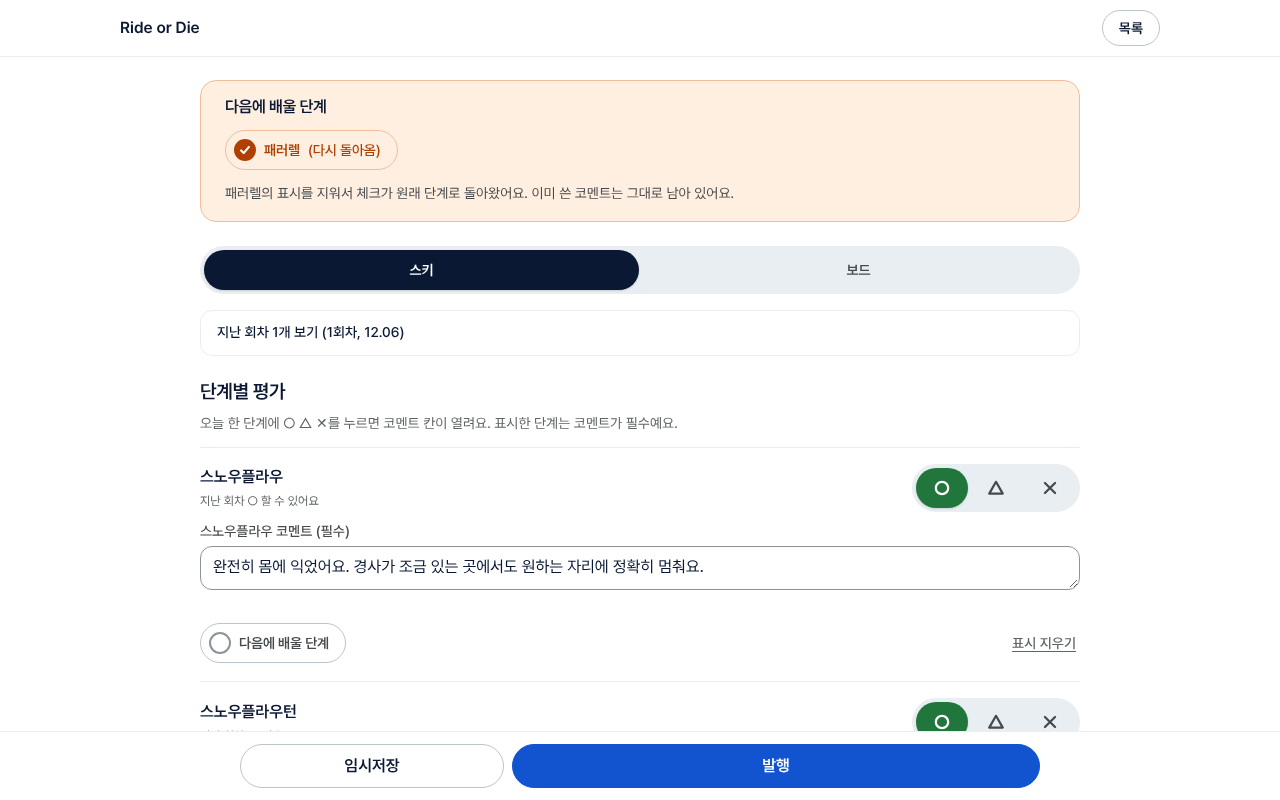 Ride or Die
목록
다음에 배울 단계
패러렐 (다시 돌아옴)
패러렐의 표시를 지워서 체크가 원래 단계로 돌아왔어요. 이미 쓴 코멘트는 그대로 남아 있어요.
스키
보드
지난 회차 1개 보기 (1회차, 12.06)
단계별 평가
오늘 한 단계에 ○ △ ✕를 누르면 코멘트 칸이 열려요. 표시한 단계는 코멘트가 필수예요.
스노우플라우
지난 회차 ○ 할 수 있어요
스노우플라우 코멘트 (필수)
완전히 몸에 익었어요. 경사가 조금 있는 곳에서도 원하는 자리에 정확히 멈춰요.
다음에 배울 단계
표시 지우기
스노우플라우턴
임시저장
발행